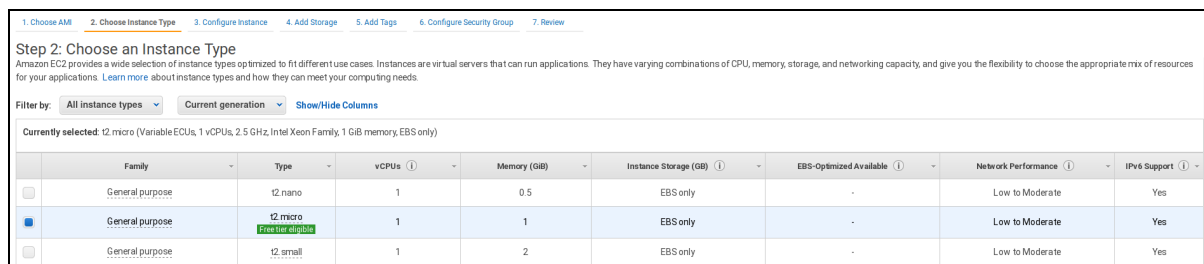 1. Choose AMI 2. Choose Instance Type 3. Configure Instance 4. Add Storage 5. Add Tags 6. Configure Security Group 7. Review
Step 2: Choose an Instance Type
Amazon EC2 provides a wide selection of instance types optimized to fit different use cases. Instances are virtual servers that can run applications. They have varying combinations of CPU, memory, storage, and networking capacity, and give you the flexibility to choose the appropriate mix of resources
for your applications. Learn more about instance types and how they can meet your computing needs.
Filter by: All instance types Current generation Show/Hide Columns
Currently selected: t2.micro (Variable ECUs, 1 vCPUs, 2.5 GHz, Intel Xeon Family, 1 GiB memory, EBS only)
Family Type vCPUs i Memory (GiB) Instance Storage (GB) i EBS-Optimized Available i Network Performance i IPv6 Support i
General purpose t2.nano 1 0.5 EBS only - Low to Moderate Yes
General purpose t2.micro 1 1 EBS only - Low to Moderate Yes
Free tier eligible
General purpose t2.small 1 2 EBS only - Low to Moderate Yes